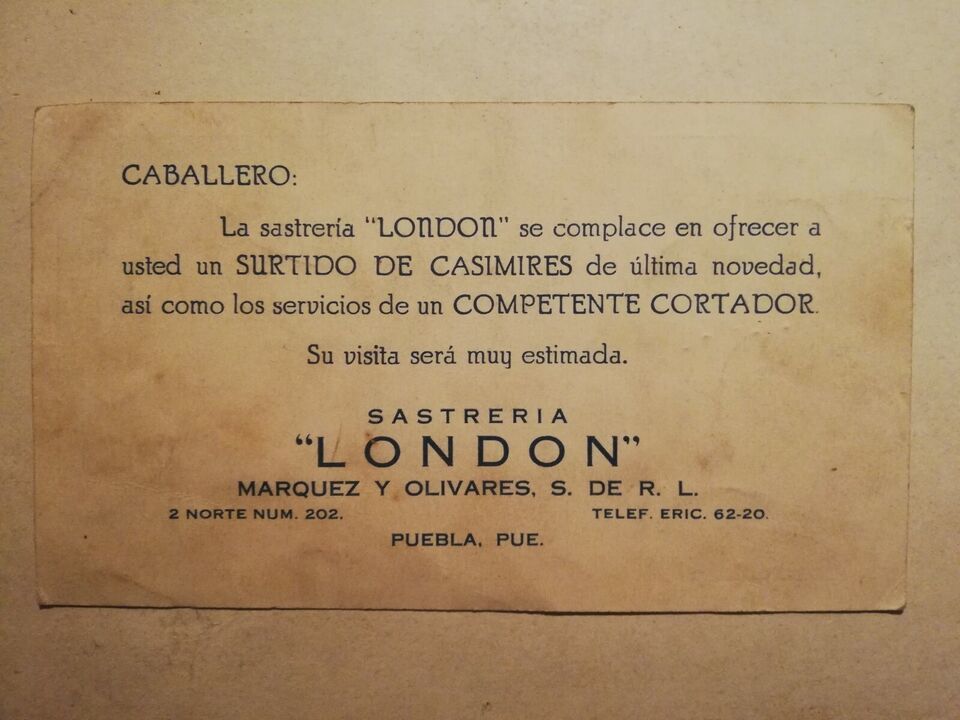 CABALLERO:
La sastrería "LONDON" se complace en ofrecer a
usted un SURTIDO DE CASIMIRES de última novedad,
así como los servicios de un COMPETENTE CORTADOR.
Su visita será muy estimada.
SASTRERIA
"LONDON"
MARQUEZ Y OLIVARES, S. DE R. L.
2 NORTE NUM. 202. TELEF. ERIC. 62-20.
PUEBLA, PUE.